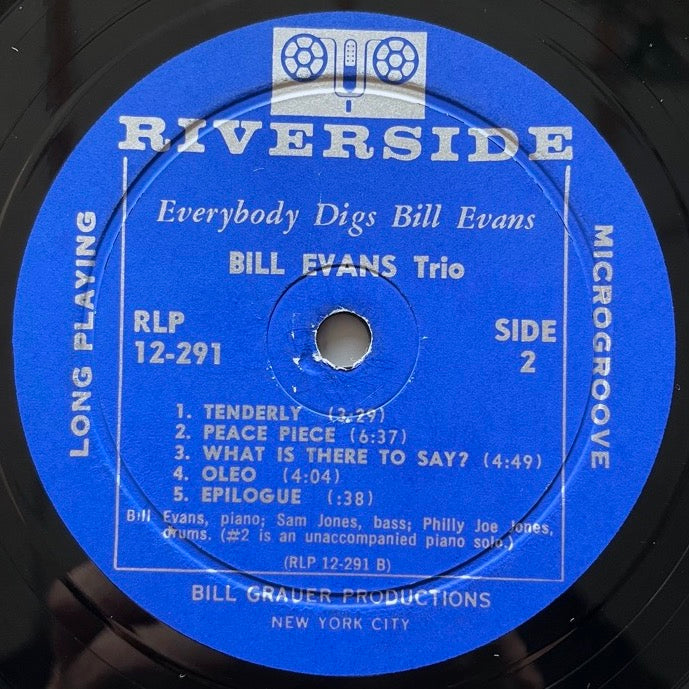 RIVERSIDE
Everybody Digs Bill Evans
BILL EVANS Trio
LONG PLAYING
MICROGROOVE
RLP
12-291
SIDE
2
1. TENDERLY (3:29)
2. PEACE PIECE (6:37)
3. WHAT IS THERE TO SAY? (4:49)
4. OLEO (4:04)
5. EPILOGUE (:38)
Bill Evans, piano; Sam Jones, bass; Philly Joe Jones,
drums. (#2 is an unaccompanied piano solo.)
(RLP 12-291 B)
BILL GRAUER PRODUCTIONS
NEW YORK CITY